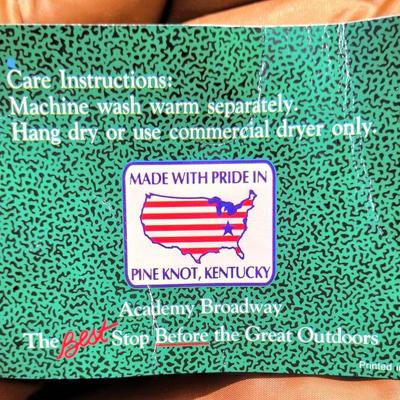 Care Instructions:
Machine wash warm separately.
Hang dry or use commercial dryer only.
MADE WITH PRIDE IN
PINE KNOT, KENTUCKY
Academy Broadway
The Best Stop Before the Great Outdoors
Printed